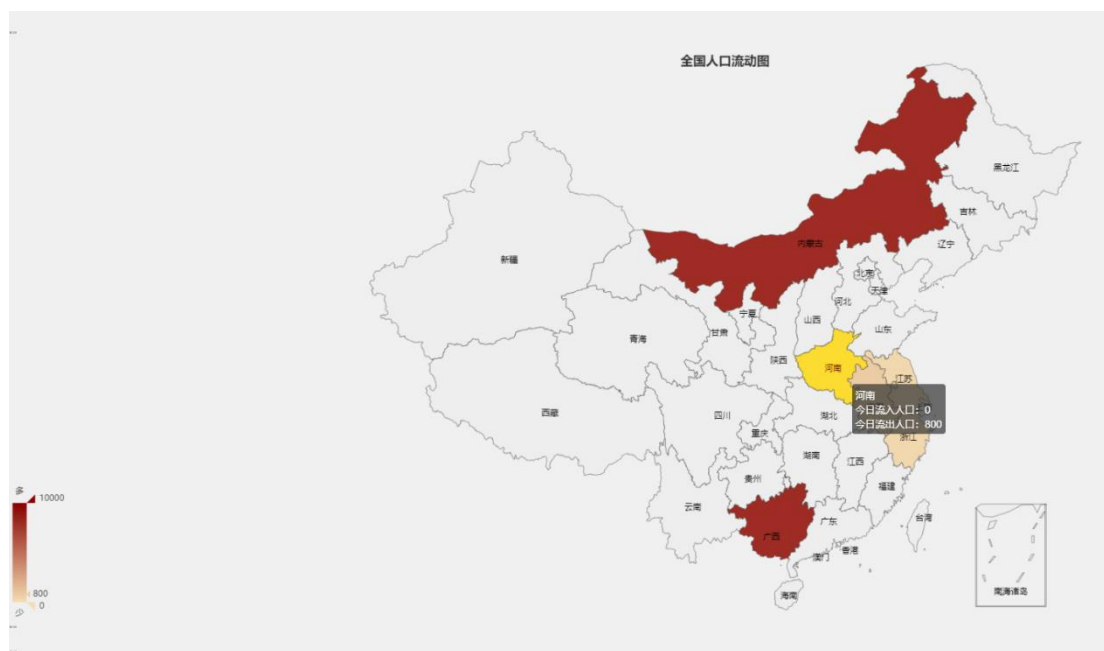 全国人口流动图
黑龙江
吉林
内蒙古
辽宁
新疆
北京
天津
河北
宁夏
山西
山东
甘肃
青海
陕西
河南
江苏
河南
今日流入人口：0
今日流出人口：800
西藏
四川
湖北
重庆
浙江
湖南
江西
贵州
福建
多
10000
云南
广东
台湾
广西
香港
澳门
800
0
少
海南
南海诸岛